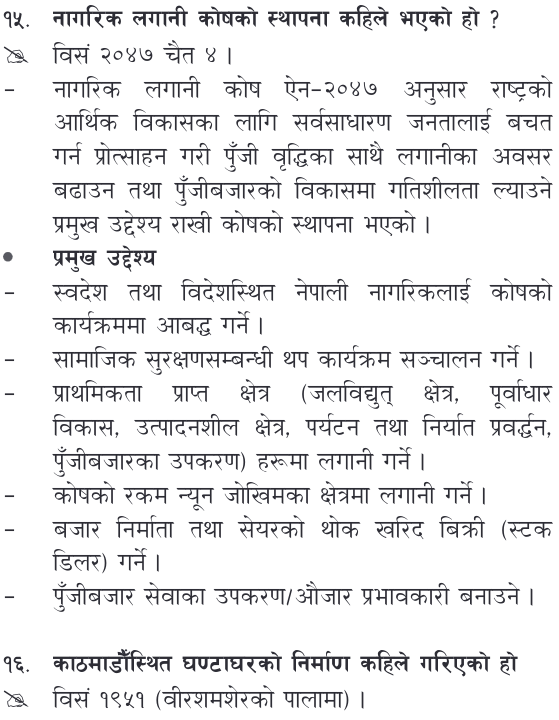 १५. नागरिक लगानी कोषको स्थापना कहिले भएको हो ?
विसं २०४७ चैत ४ ।
– नागरिक लगानी कोष ऐन-२०४७ अनुसार राष्ट्रको
आर्थिक विकासका लागि सर्वसाधारण जनतालाई बचत
गर्न प्रोत्साहन गरी पुँजी वृद्धिका साथै लगानीका अवसर
बढाउन तथा पुँजीबजारको विकासमा गतिशीलता ल्याउने
प्रमुख उद्देश्य राखी कोषको स्थापना भएको ।
• प्रमुख उद्देश्य
– स्वदेश तथा विदेशस्थित नेपाली नागरिकलाई कोषको
कार्यक्रममा आबद्ध गर्ने ।
– सामाजिक सुरक्षणसम्बन्धी थप कार्यक्रम सञ्चालन गर्ने ।
– प्राथमिकता प्राप्त क्षेत्र (जलविद्युत् क्षेत्र, पूर्वाधार
विकास, उत्पादनशील क्षेत्र, पर्यटन तथा निर्यात प्रवर्द्धन,
पुँजीबजारका उपकरण) हरूमा लगानी गर्ने ।
– कोषको रकम न्यून जोखिमका क्षेत्रमा लगानी गर्ने ।
– बजार निर्माता तथा सेयरको थोक खरिद बिक्री (स्टक
डिलर) गर्ने ।
– पुँजीबजार सेवाका उपकरण/औजार प्रभावकारी बनाउने ।
१६. काठमाडौँस्थित घण्टाघरको निर्माण कहिले गरिएको हो
विसं १९५१ (वीरशमशेरको पालामा) ।